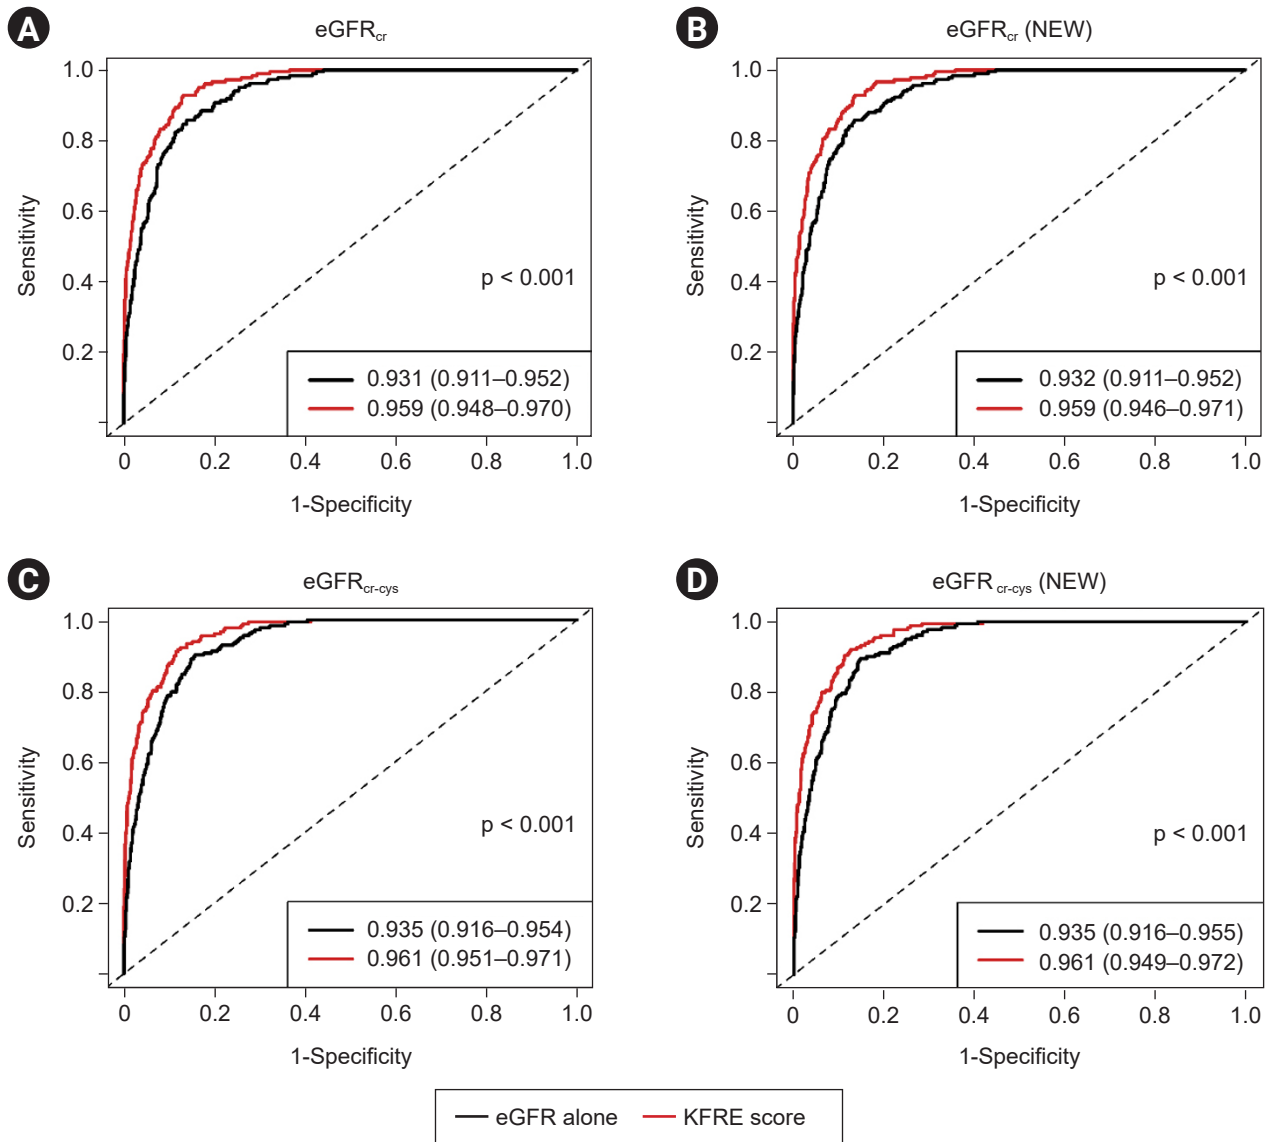 A
eGFRcr
Sensitivity
1.0
0.8
0.6
0.4
0.2
p < 0.001
0.931 (0.911–0.952)
0.959 (0.948–0.970)
0 0.2 0.4 0.6 0.8 1.0
1-Specificity
B
eGFRcr (NEW)
Sensitivity
1.0
0.8
0.6
0.4
0.2
p < 0.001
0.932 (0.911–0.952)
0.959 (0.946–0.971)
0 0.2 0.4 0.6 0.8 1.0
1-Specificity
C
eGFRcr-cys
Sensitivity
1.0
0.8
0.6
0.4
0.2
p < 0.001
0.935 (0.916–0.954)
0.961 (0.951–0.971)
0 0.2 0.4 0.6 0.8 1.0
1-Specificity
D
eGFR cr-cys (NEW)
Sensitivity
1.0
0.8
0.6
0.4
0.2
p < 0.001
0.935 (0.916–0.955)
0.961 (0.949–0.972)
0 0.2 0.4 0.6 0.8 1.0
1-Specificity
eGFR alone KFRE score